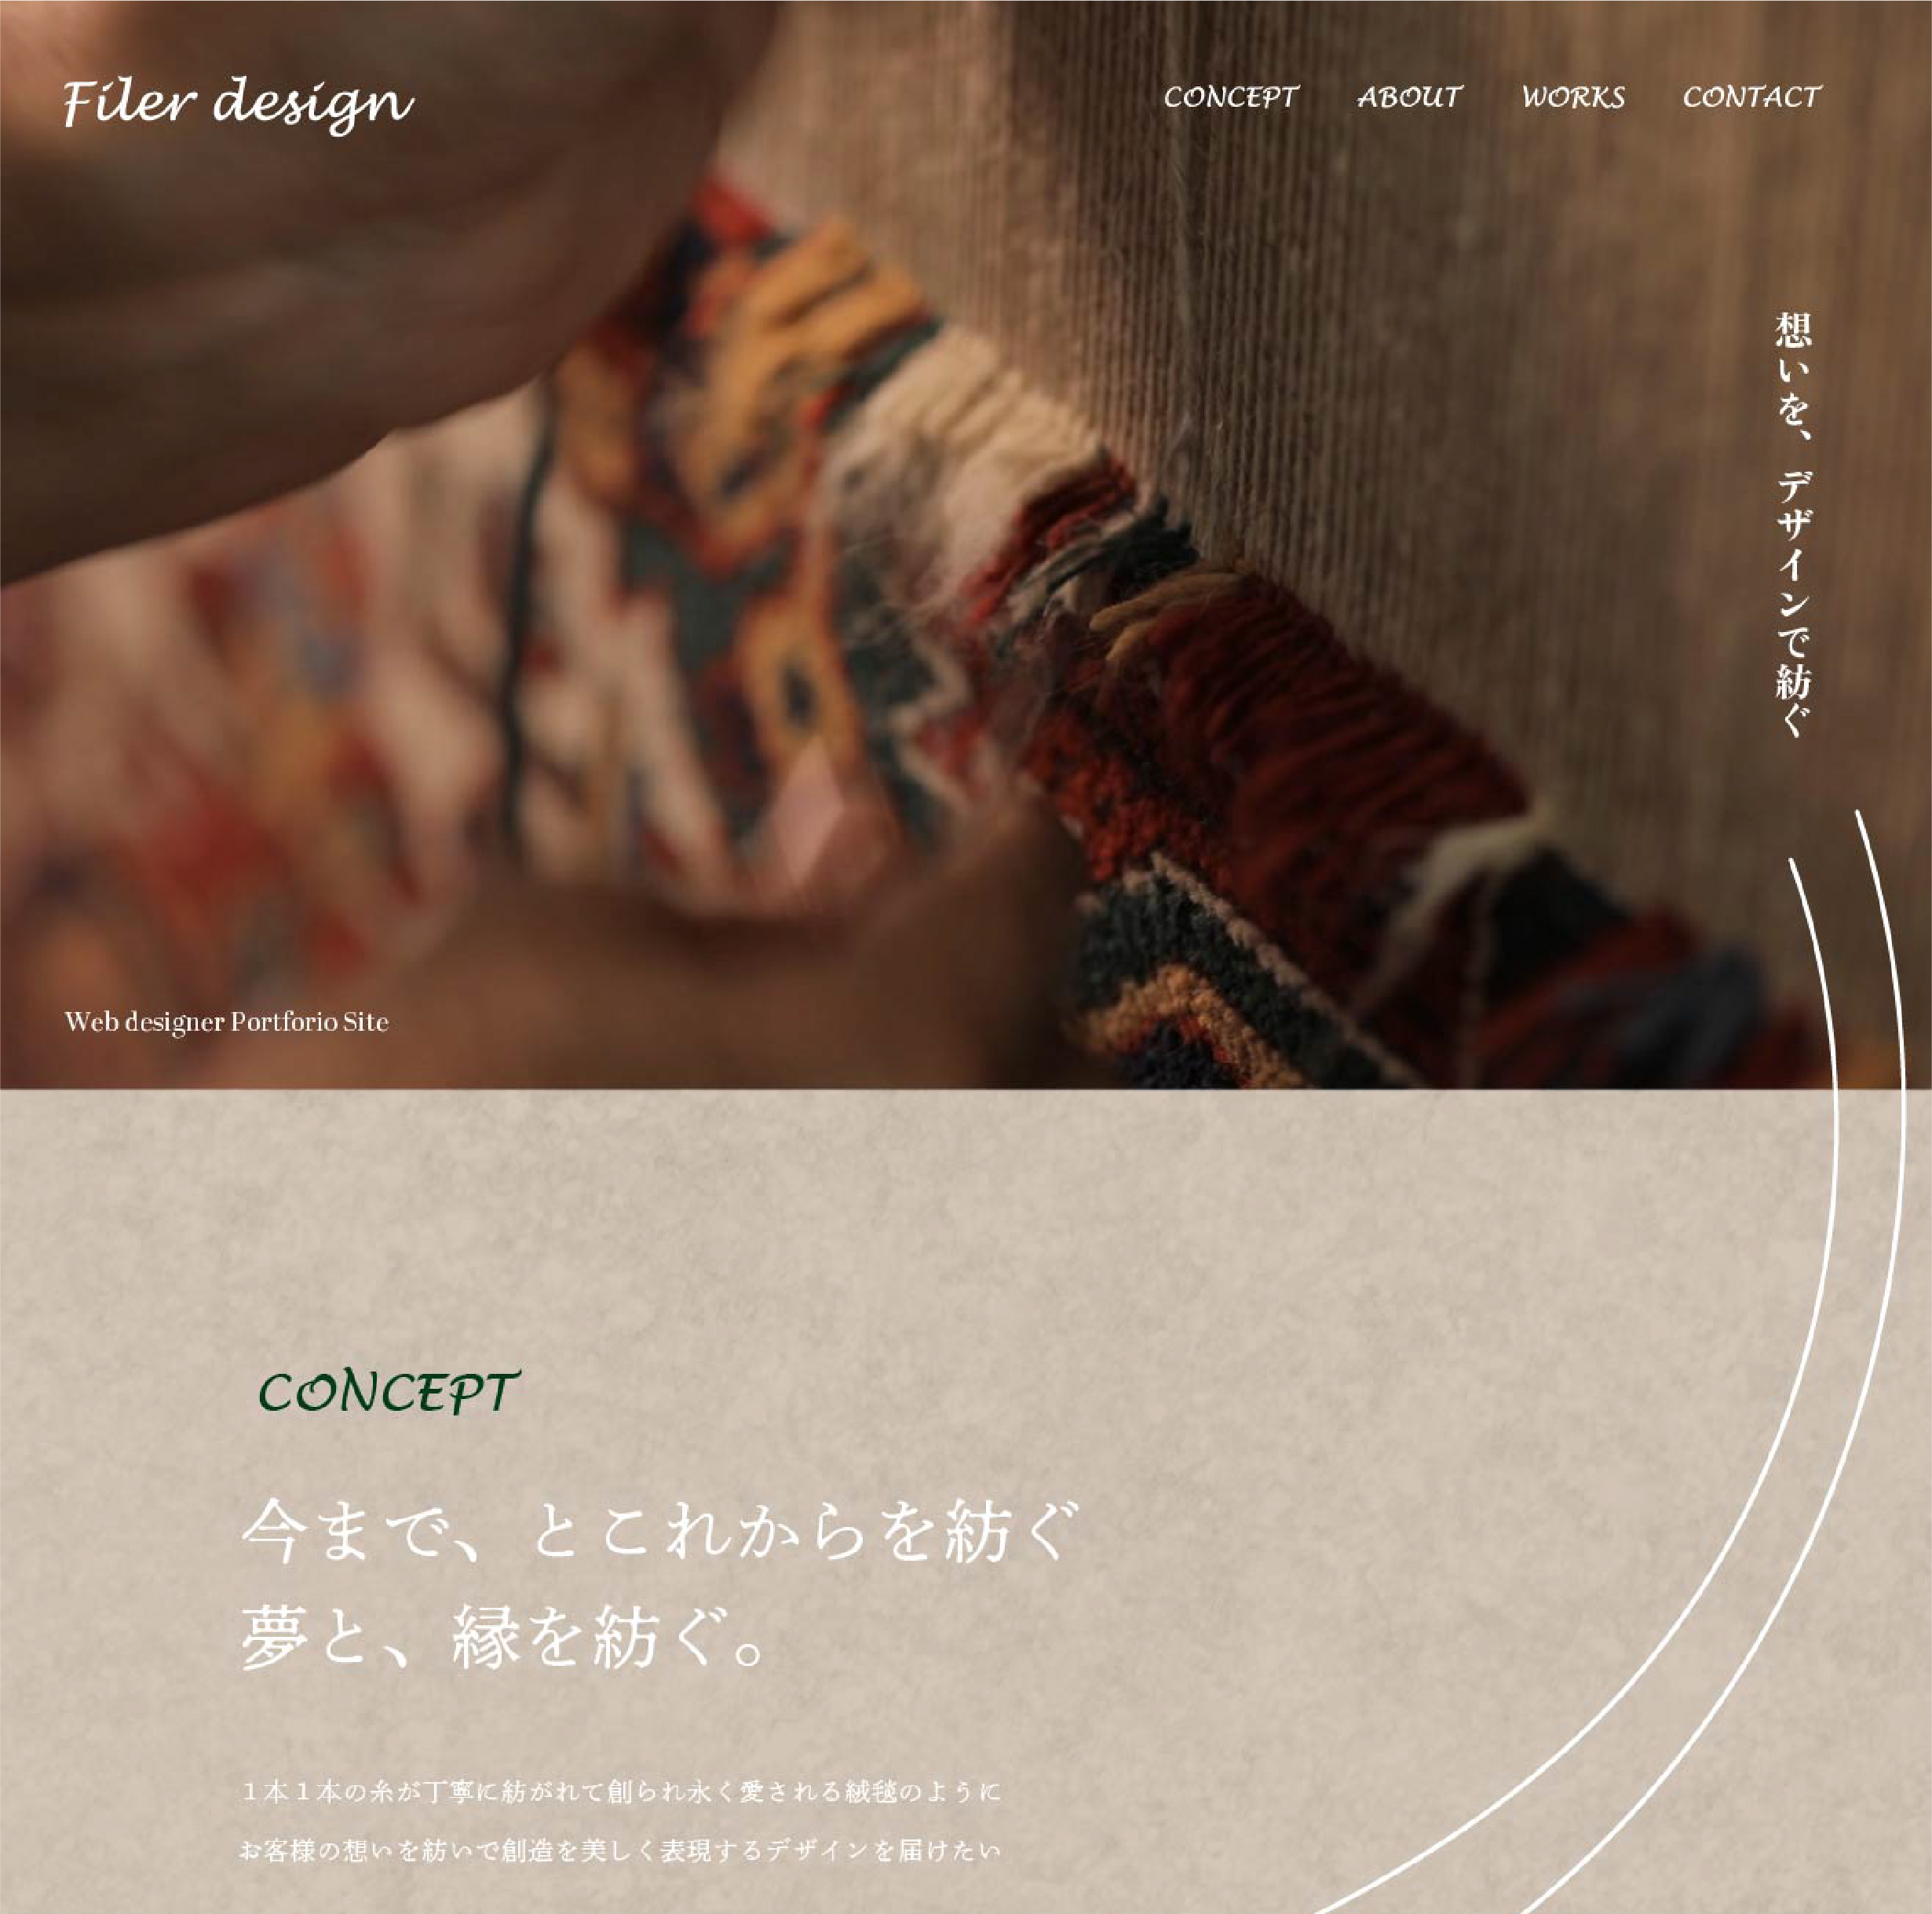 Filer design
CONCEPT ABOUT WORKS CONTACT
想いを、デザインで紡ぐ
Web designer Portforio Site
CONCEPT
今まで、とこれからを紡ぐ
夢と、縁を紡ぐ。
１本１本の糸が丁寧に紡がれて創られ永く愛される絨毯のように
お客様の想いを紡いで創造を美しく表現するデザインを届けたい